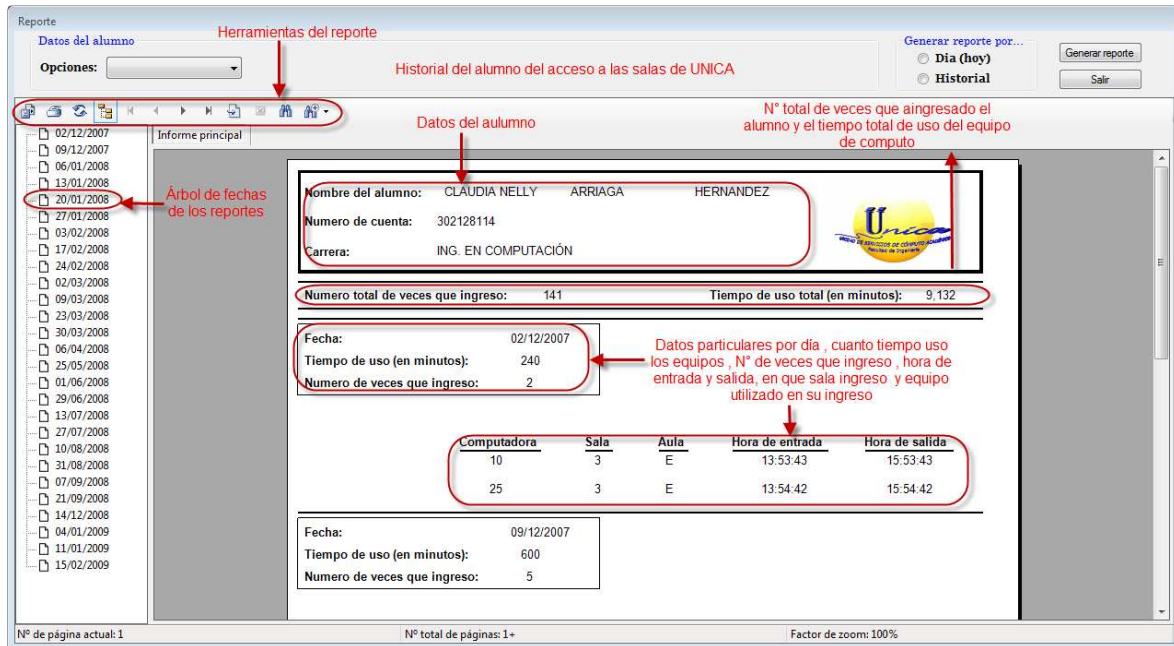 Reporte
Datos del alumno
Herramientas del reporte
Generar reporte por...
Opciones:
Dia (hoy)
Historial
Generar reporte
Salir
Historial del alumno del acceso a las salas de UNICA
Informe principal
02/12/2007
09/12/2007
06/01/2008
13/01/2008
20/01/2008
27/01/2008
03/02/2008
17/02/2008
24/02/2008
02/03/2008
09/03/2008
23/03/2008
30/03/2008
06/04/2008
25/05/2008
01/06/2008
29/06/2008
13/07/2008
27/07/2008
10/08/2008
31/08/2008
07/09/2008
21/09/2008
14/12/2008
04/01/2009
11/01/2009
15/02/2009
Árbol de fechas
de los reportes
Datos del aulumno
N° total de veces que aingresado el
alumno y el tiempo total de uso del equipo
de computo
Nombre del alumno: CLAUDIA NELLY ARRIAGA HERNANDEZ
Numero de cuenta: 302128114
Carrera: ING. EN COMPUTACIÓN
Unica
UNIDAD DE SERVICIOS DE CÓMPUTO ACADÉMICO
Facultad de Ingeniería
Numero total de veces que ingreso: 141 Tiempo de uso total (en minutos): 9,132
Fecha: 02/12/2007
Tiempo de uso (en minutos): 240
Numero de veces que ingreso: 2
Datos particulares por día , cuanto tiempo uso
los equipos , N° de veces que ingreso , hora de
entrada y salida, en que sala ingreso y equipo
utilizado en su ingreso
Computadora Sala Aula Hora de entrada Hora de salida
10 3 E 13:53:43 15:53:43
25 3 E 13:54:42 15:54:42
Fecha: 09/12/2007
Tiempo de uso (en minutos): 600
Numero de veces que ingreso: 5
Nº de página actual: 1 Nº total de páginas: 1+ Factor de zoom: 100%